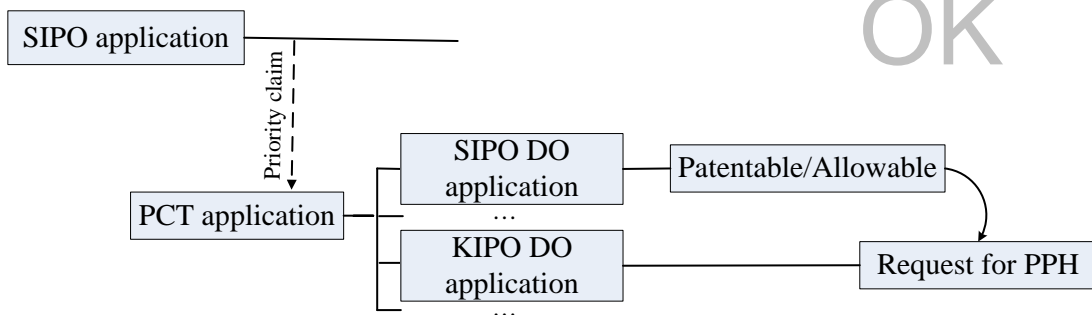 OK
SIPO application
Priority claim
SIPO DO
application
Patentable/Allowable
PCT application
...
KIPO DO
application
Request for PPH
...